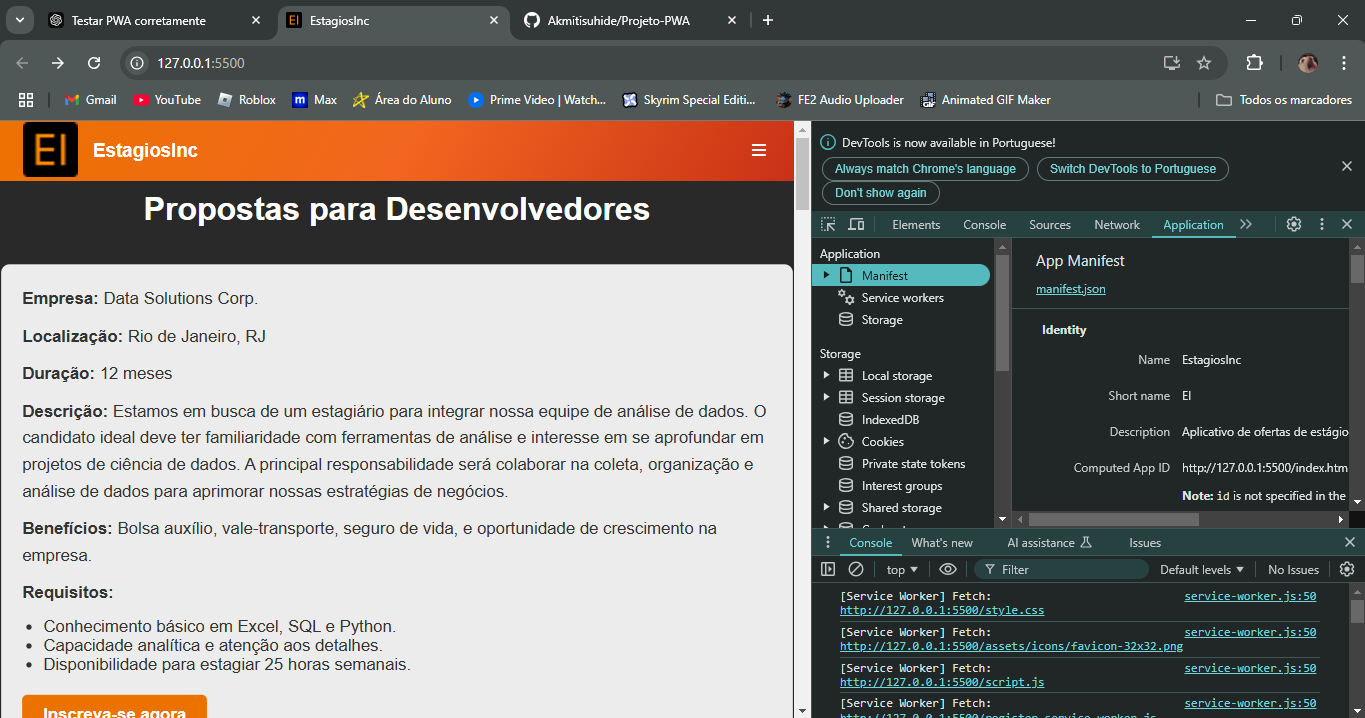 Testar PWA corretamente
EstagiosInc
Akmitisuhide/Projeto-PWA
127.0.0.1:5500
Gmail
YouTube
Roblox
m Max
Área do Aluno
Prime Video | Watch...
Skyrim Special Editi...
FE2 Audio Uploader
Animated GIF Maker
Todos os marcadores
EI
EstagiosInc
Propostas para Desenvolvedores
Empresa: Data Solutions Corp.
Localização: Rio de Janeiro, RJ
Duração: 12 meses
Descrição: Estamos em busca de um estagiário para integrar nossa equipe de análise de dados. O
candidato ideal deve ter familiaridade com ferramentas de análise e interesse em se aprofundar em
projetos de ciência de dados. A principal responsabilidade será colaborar na coleta, organização e
análise de dados para aprimorar nossas estratégias de negócios.
Benefícios: Bolsa auxílio, vale-transporte, seguro de vida, e oportunidade de crescimento na
empresa.
Requisitos:
• Conhecimento básico em Excel, SQL e Python.
• Capacidade analítica e atenção aos detalhes.
• Disponibilidade para estagiar 25 horas semanais.
Inscreva-se agora
DevTools is now available in Portuguese!
Always match Chrome's language
Switch DevTools to Portuguese
Don't show again
Elements
Console
Sources
Network
Application
Application
Manifest
Service workers
Storage
Storage
Local storage
Session storage
IndexedDB
Cookies
Private state tokens
Interest groups
Shared storage
App Manifest
manifest.json
Identity
Name EstagiosInc
Short name EI
Description Aplicativo de ofertas de estágio
Computed App ID http://127.0.0.1:5500/index.htm
Note: id is not specified in the
Console
What's new
AI assistance
Issues
top
Filter
Default levels
No Issues
[Service Worker] Fetch: service-worker.js:50
http://127.0.0.1:5500/style.css
[Service Worker] Fetch: service-worker.js:50
http://127.0.0.1:5500/assets/icons/favicon-32x32.png
[Service Worker] Fetch: service-worker.js:50
http://127.0.0.1:5500/script.js
[Service Worker] Fetch: service-worker.js:50
http://127.0.0.1:5500/register-service-worker.js